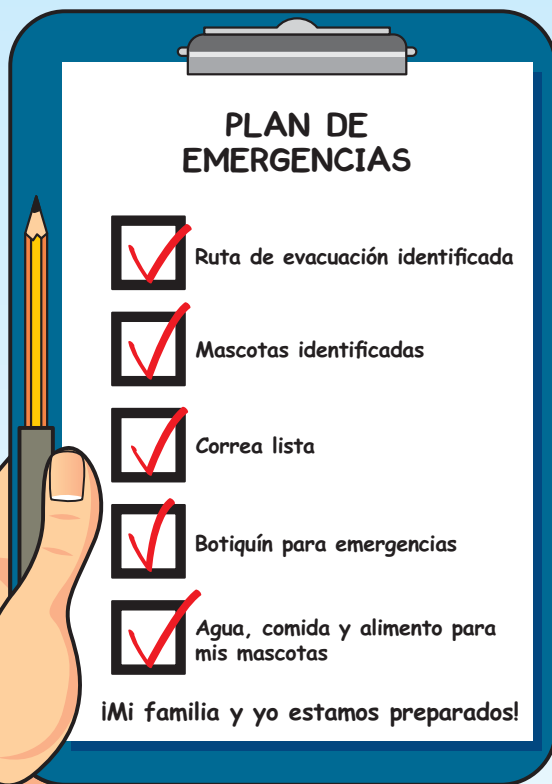 PLAN DE
EMERGENCIAS
Ruta de evacuación identificada
Mascotas identificadas
Correa lista
Botiquín para emergencias
Agua, comida y alimento para
mis mascotas
¡Mi familia y yo estamos preparados!